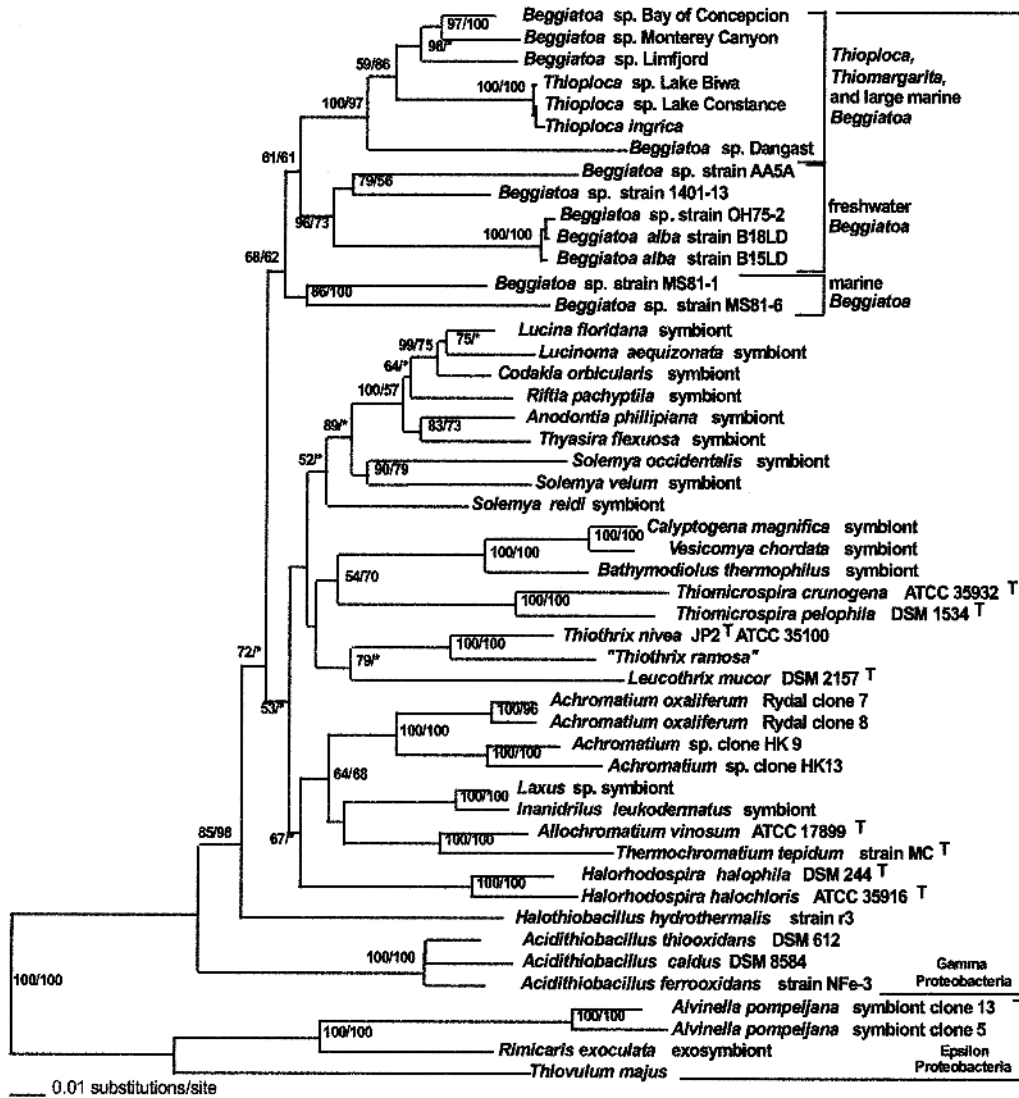 Beggiatoa sp. Bay of Concepcion
97/100
Beggiatoa sp. Monterey Canyon
98/*
Beggiatoa sp. Limfjord
59/86
Thioploca sp. Lake Biwa
100/100
Thioploca sp. Lake Constance
100/97
Thioploca ingrica
Beggiatoa sp. Dangast
Thioploca,
Thiomargarita,
and large marine
Beggiatoa
61/61
Beggiatoa sp. strain AA5A
79/56
Beggiatoa sp. strain 1401-13
96/73
Beggiatoa sp. strain OH75-2
100/100
Beggiatoa alba strain B18LD
Beggiatoa alba strain B15LD
freshwater
Beggiatoa
68/62
Beggiatoa sp. strain MS81-1
86/100
Beggiatoa sp. strain MS81-6
marine
Beggiatoa
Lucina floridana symbiont
75/*
99/75
Lucinoma aequizonata symbiont
64/*
Codakia orbicularis symbiont
100/57
Riftia pachyptila symbiont
Anodontia phillipiana symbiont
83/73
Thyasira flexuosa symbiont
89/*
52/*
Solemya occidentalis symbiont
90/79
Solemya velum symbiont
Solemya reidi symbiont
Calyptogena magnifica symbiont
100/100
Vesicomya chordata symbiont
100/100
Bathymodiolus thermophilus symbiont
54/70
Thiomicrospira crunogena ATCC 35932 T
100/100
Thiomicrospira pelophila DSM 1534 T
Thiothrix nivea JP2 T ATCC 35100
100/100
"Thiothrix ramosa"
72/*
79/*
Leucothrix mucor DSM 2157 T
53/*
Achromatium oxaliferum Rydal clone 7
100/96
Achromatium oxaliferum Rydal clone 8
100/100
Achromatium sp. clone HK 9
100/100
Achromatium sp. clone HK13
64/68
Laxus sp. symbiont
100/100
Inanidrilus leukodermatus symbiont
85/98
67/*
Allochromatium vinosum ATCC 17899 T
100/100
Thermochromatium tepidum strain MC T
Halorhodospira halophila DSM 244 T
100/100
Halorhodospira halochloris ATCC 35916 T
Halothiobacillus hydrothermalis strain r3
Acidithiobacillus thiooxidans DSM 612
100/100
Acidithiobacillus caldus DSM 8584
Acidithiobacillus ferrooxidans strain NFe-3
Gamma
Proteobacteria
100/100
Alvinella pompejjana symbiont clone 13
100/100
Alvinella pompejjana symbiont clone 5
100/100
Rimicaris exoculata exosymbiont
Thiovulum majus
Epsilon
Proteobacteria
0.01 substitutions/site